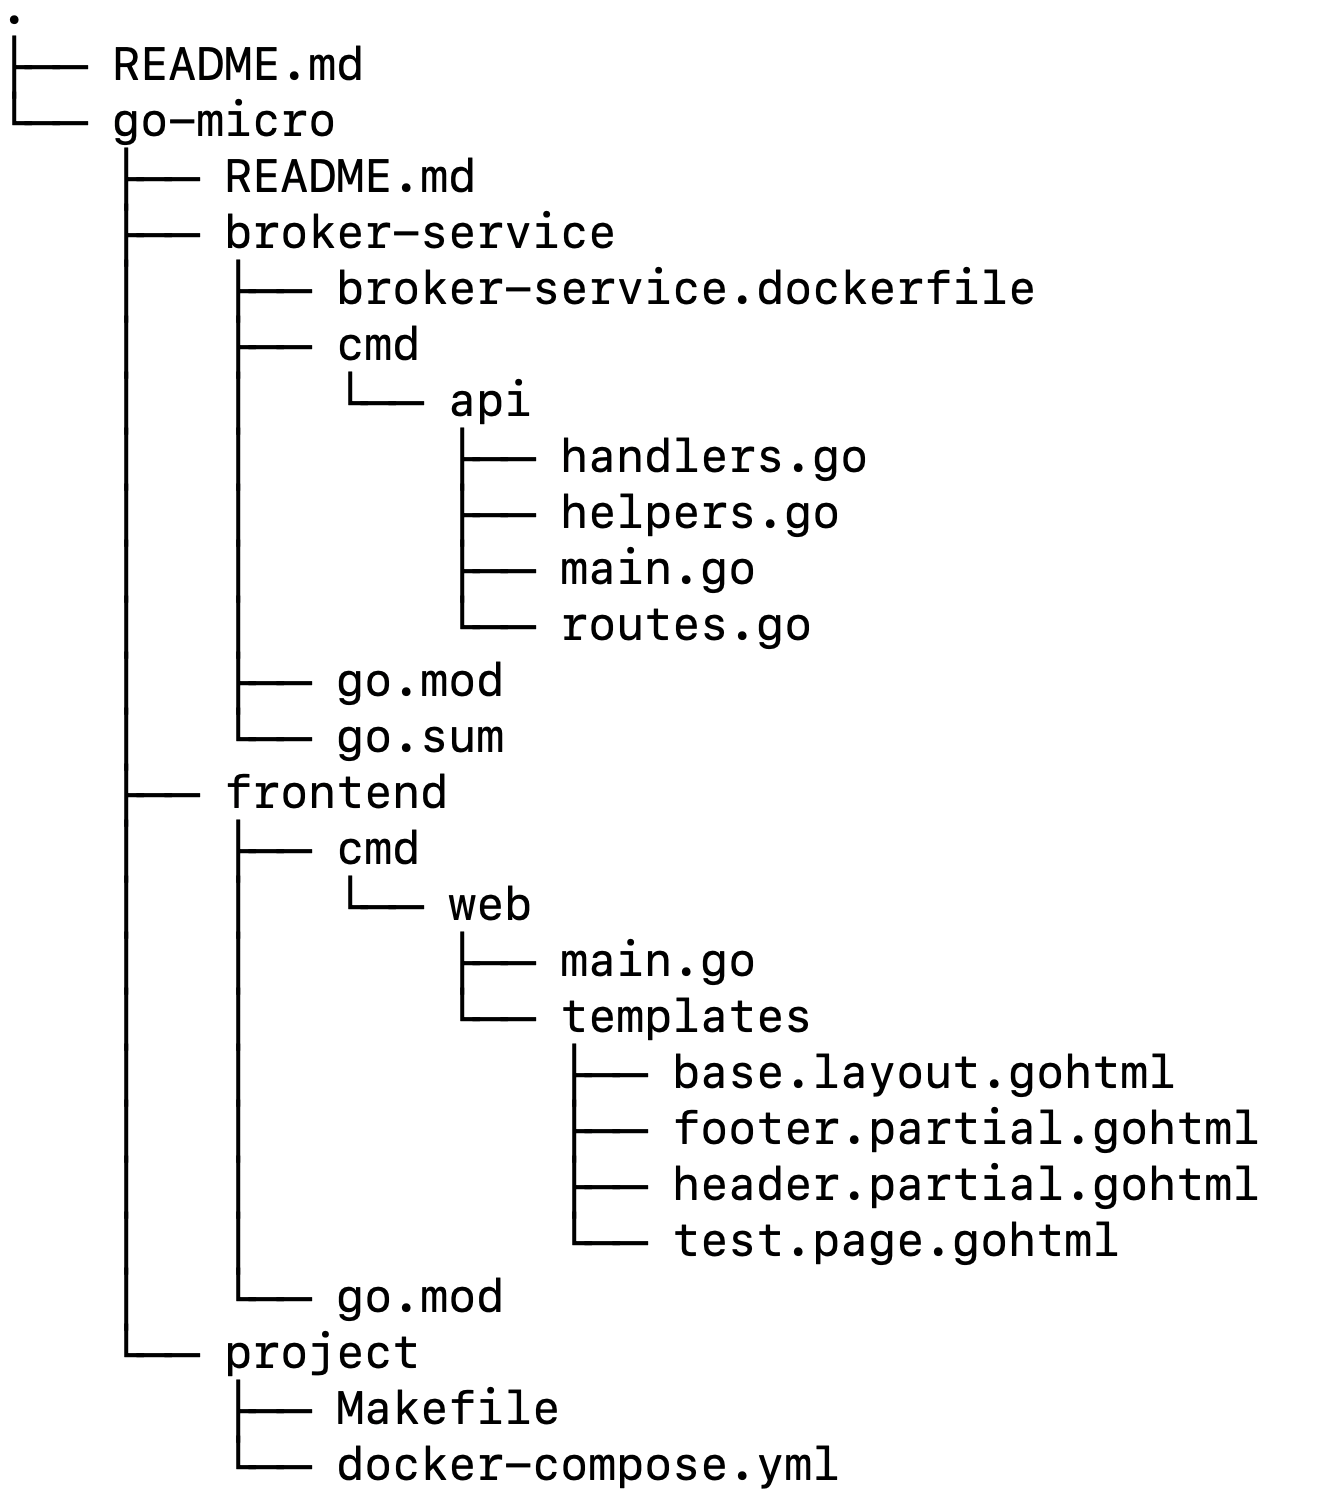 .
├── README.md
└── go-micro
    ├── README.md
    ├── broker-service
    │   ├── broker-service.dockerfile
    │   ├── cmd
    │   │   └── api
    │   │       ├── handlers.go
    │   │       ├── helpers.go
    │   │       ├── main.go
    │   │       └── routes.go
    │   ├── go.mod
    │   └── go.sum
    ├── frontend
    │   ├── cmd
    │   │   └── web
    │   │       ├── main.go
    │   │       └── templates
    │   │           ├── base.layout.gohtml
    │   │           ├── footer.partial.gohtml
    │   │           ├── header.partial.gohtml
    │   │           └── test.page.gohtml
    │   └── go.mod
    └── project
        ├── Makefile
        └── docker-compose.yml